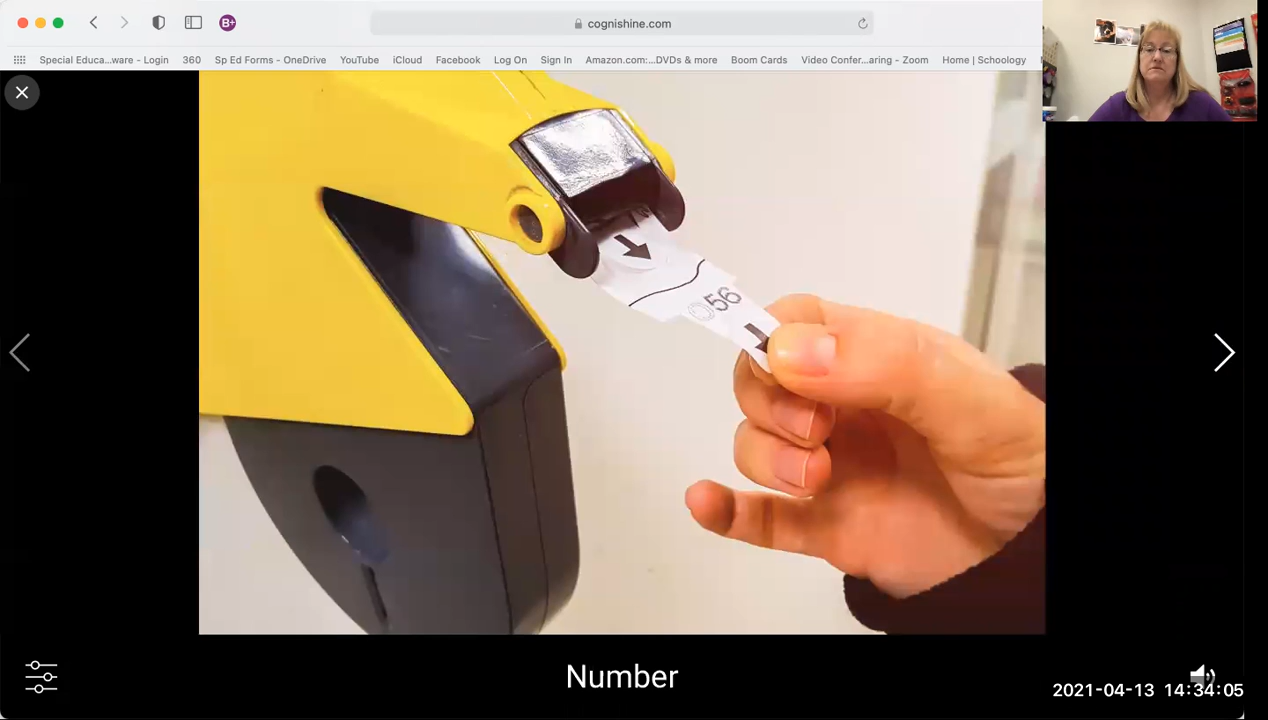 B+
cognishine.com
Special Educa...ware - Login
360
Sp Ed Forms - OneDrive
YouTube
iCloud
Facebook
Log On
Sign In
Amazon.com:...DVDs & more
Boom Cards
Video Confer...aring - Zoom
Home | Schoology
056
Number
2021-04-13 14:34:05